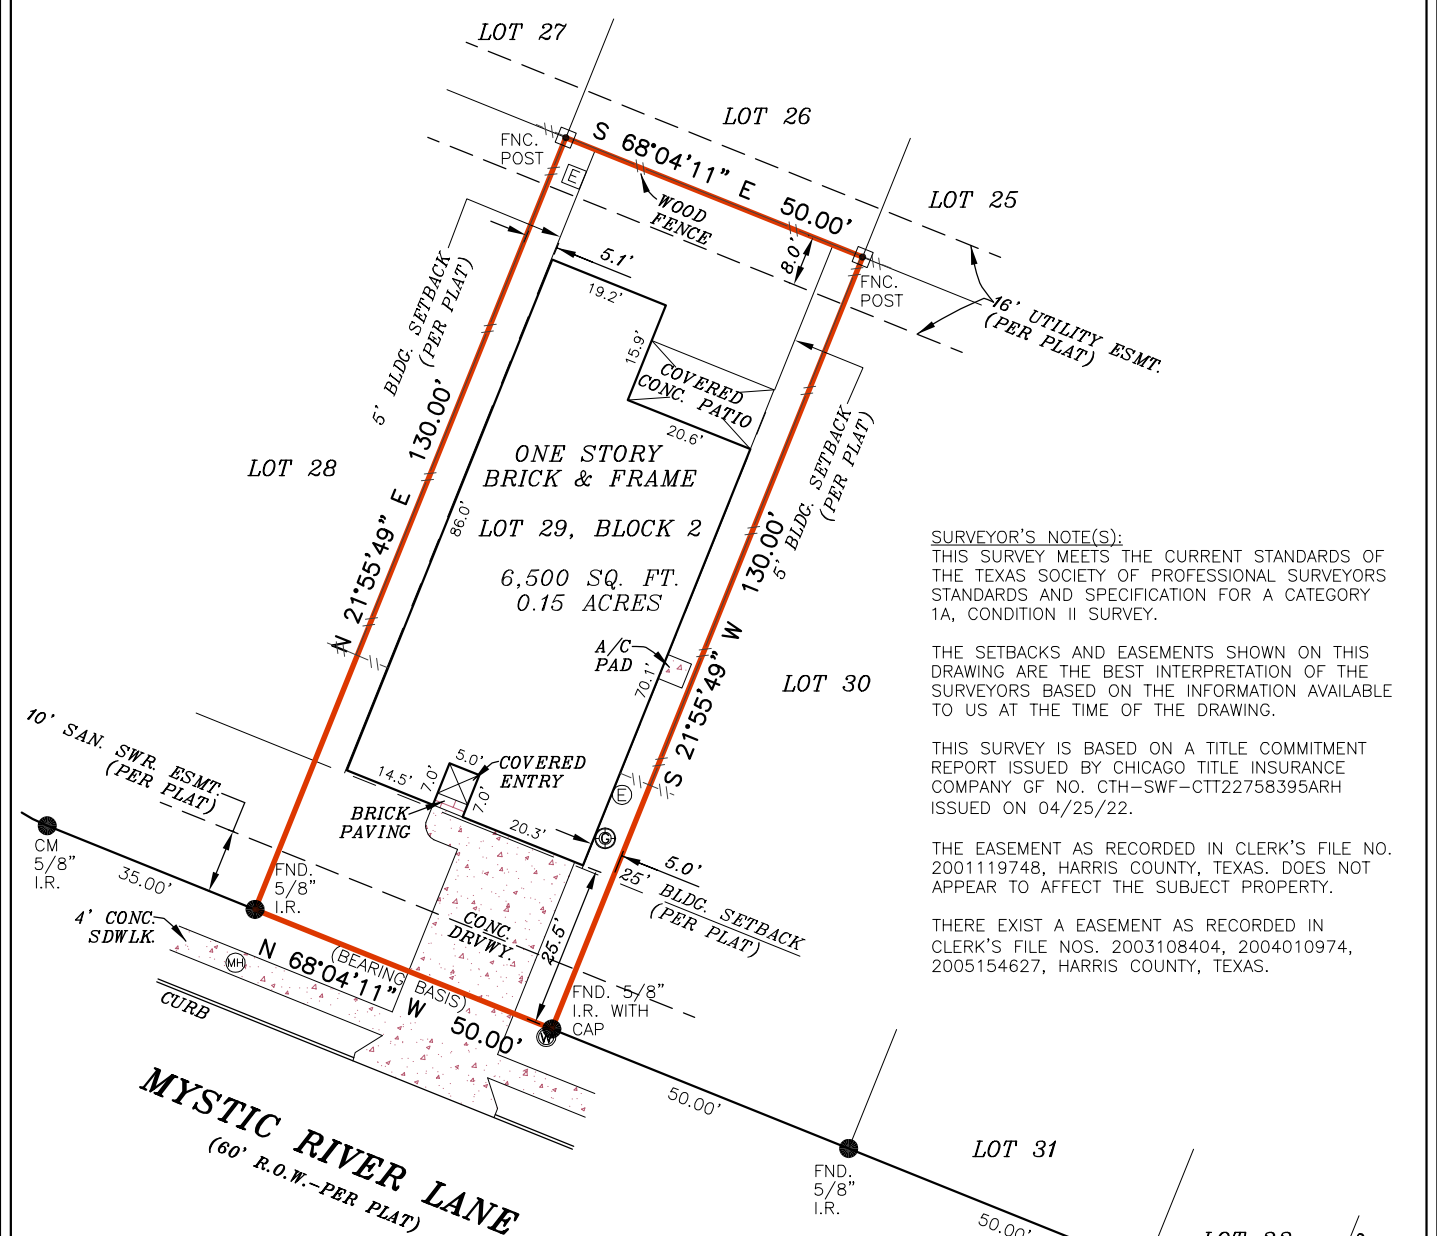 LOT 27
LOT 26
LOT 25
FNC.
POST
S 68°04'11" E 50.00'
E
WOOD
FENCE
8.0'
FNC.
POST
16' UTILITY ESMT.
(PER PLAT)
5' BLDG. SETBACK
(PER PLAT)
5.1'
19.2'
15.9'
COVERED
CONC. PATIO
20.6'
5' BLDG. SETBACK
(PER PLAT)
N 21°55'49" E 130.00'
LOT 28
86.0'
ONE STORY
BRICK & FRAME
LOT 29, BLOCK 2
6,500 SQ. FT.
0.15 ACRES
A/C
PAD
70.1'
S 21°55'49" W 130.00'
LOT 30
SURVEYOR'S NOTE(S):
THIS SURVEY MEETS THE CURRENT STANDARDS OF
THE TEXAS SOCIETY OF PROFESSIONAL SURVEYORS
STANDARDS AND SPECIFICATION FOR A CATEGORY
1A, CONDITION II SURVEY.
THE SETBACKS AND EASEMENTS SHOWN ON THIS
DRAWING ARE THE BEST INTERPRETATION OF THE
SURVEYORS BASED ON THE INFORMATION AVAILABLE
TO US AT THE TIME OF THE DRAWING.
THIS SURVEY IS BASED ON A TITLE COMMITMENT
REPORT ISSUED BY CHICAGO TITLE INSURANCE
COMPANY GF NO. CTH-SWF-CTT22758395ARH
ISSUED ON 04/25/22.
THE EASEMENT AS RECORDED IN CLERK'S FILE NO.
2001119748, HARRIS COUNTY, TEXAS. DOES NOT
APPEAR TO AFFECT THE SUBJECT PROPERTY.
THERE EXIST A EASEMENT AS RECORDED IN
CLERK'S FILE NOS. 2003108404, 2004010974,
2005154627, HARRIS COUNTY, TEXAS.
10' SAN. SWR. ESMT.
(PER PLAT)
14.5'
5.0'
7.0'
7.0'
COVERED
ENTRY
BRICK
PAVING
20.3'
E
G
5.0'
25' BLDG. SETBACK
(PER PLAT)
25.5'
CM
5/8"
I.R.
35.00'
FND.
5/8"
I.R.
4' CONC.
SDWLK.
MH
CONC.
DRVWY.
(BEARING BASIS)
N 68°04'11" W 50.00'
FND. 5/8"
I.R. WITH
CAP
W
CURB
MYSTIC RIVER LANE
(60' R.O.W.-PER PLAT)
50.00'
FND.
5/8"
I.R.
LOT 31
50.00'